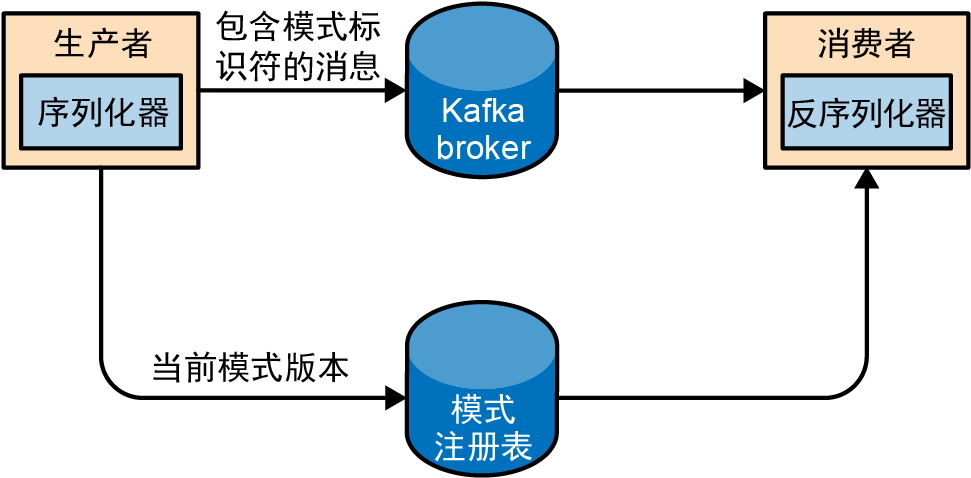 生产者
序列化器
包含模式标
识符的消息
Kafka
broker
消费者
反序列化器
当前模式版本
模式
注册表